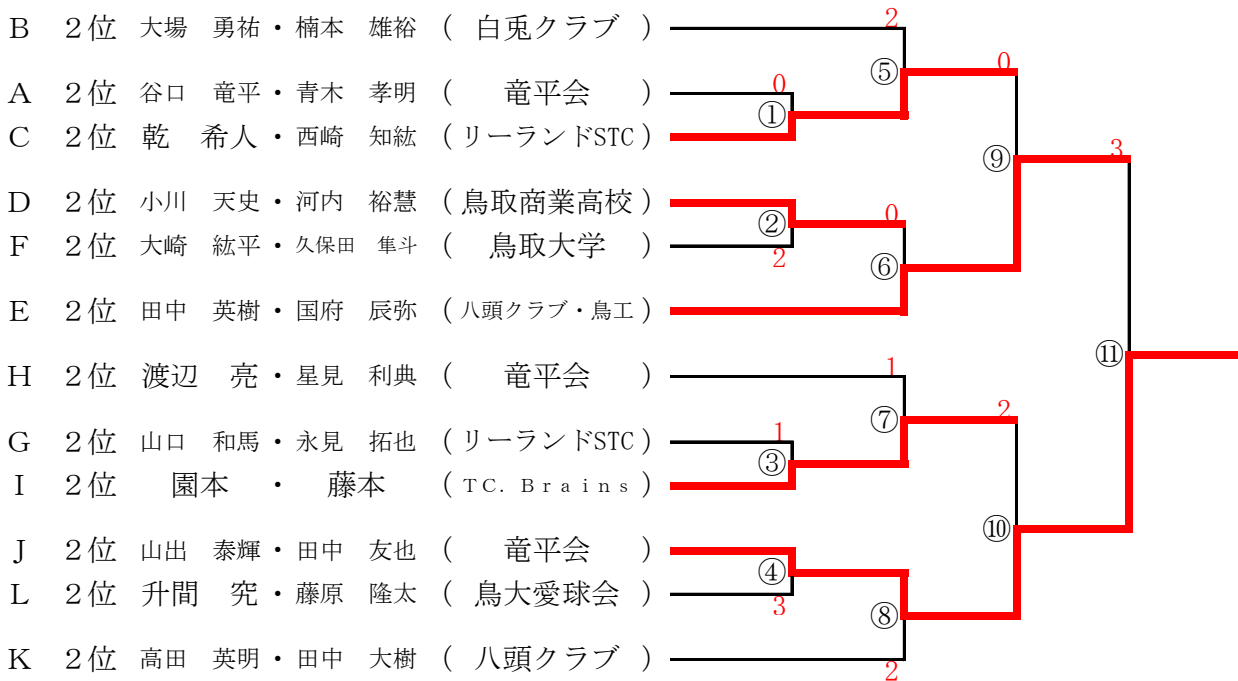 B 2位 大場 勇祐・楠本 雄裕 ( 白兎クラブ ) 2
⑤ 0
A 2位 谷口 竜平・青木 孝明 ( 竜平会 ) 0
①
C 2位 乾 希人・西崎 知紘 (リーランドSTC)
⑨ 3
D 2位 小川 天史・河内 裕慧 (鳥取商業高校)
② 0
F 2位 大崎 紘平・久保田 隼斗 ( 鳥取大学 ) 2
⑥
E 2位 田中 英樹・国府 辰弥 (八頭クラブ・鳥工)
⑪
H 2位 渡辺 亮・星見 利典 ( 竜平会 ) 1
⑦ 2
G 2位 山口 和馬・永見 拓也 (リーランドSTC) 1
③
I 2位 園本 ・ 藤本 (TC. Brains)
⑩
J 2位 山出 泰輝・田中 友也 ( 竜平会 )
④
L 2位 升間 究・藤原 隆太 ( 鳥大愛球会 ) 3
⑧
K 2位 高田 英明・田中 大樹 ( 八頭クラブ ) 2